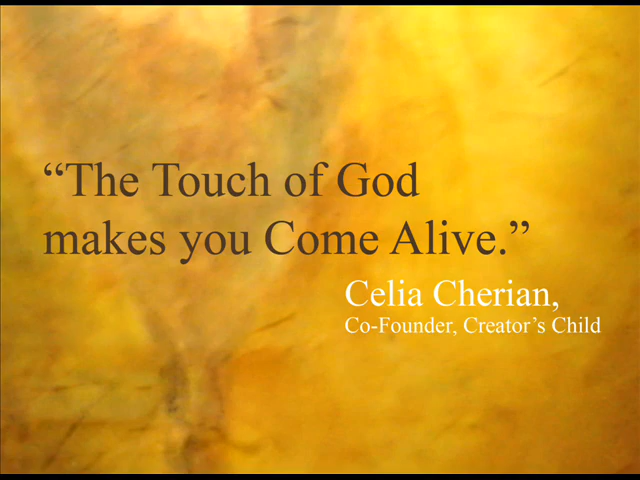 “The Touch of God
makes you Come Alive.”
Celia Cherian,
Co-Founder, Creator’s Child